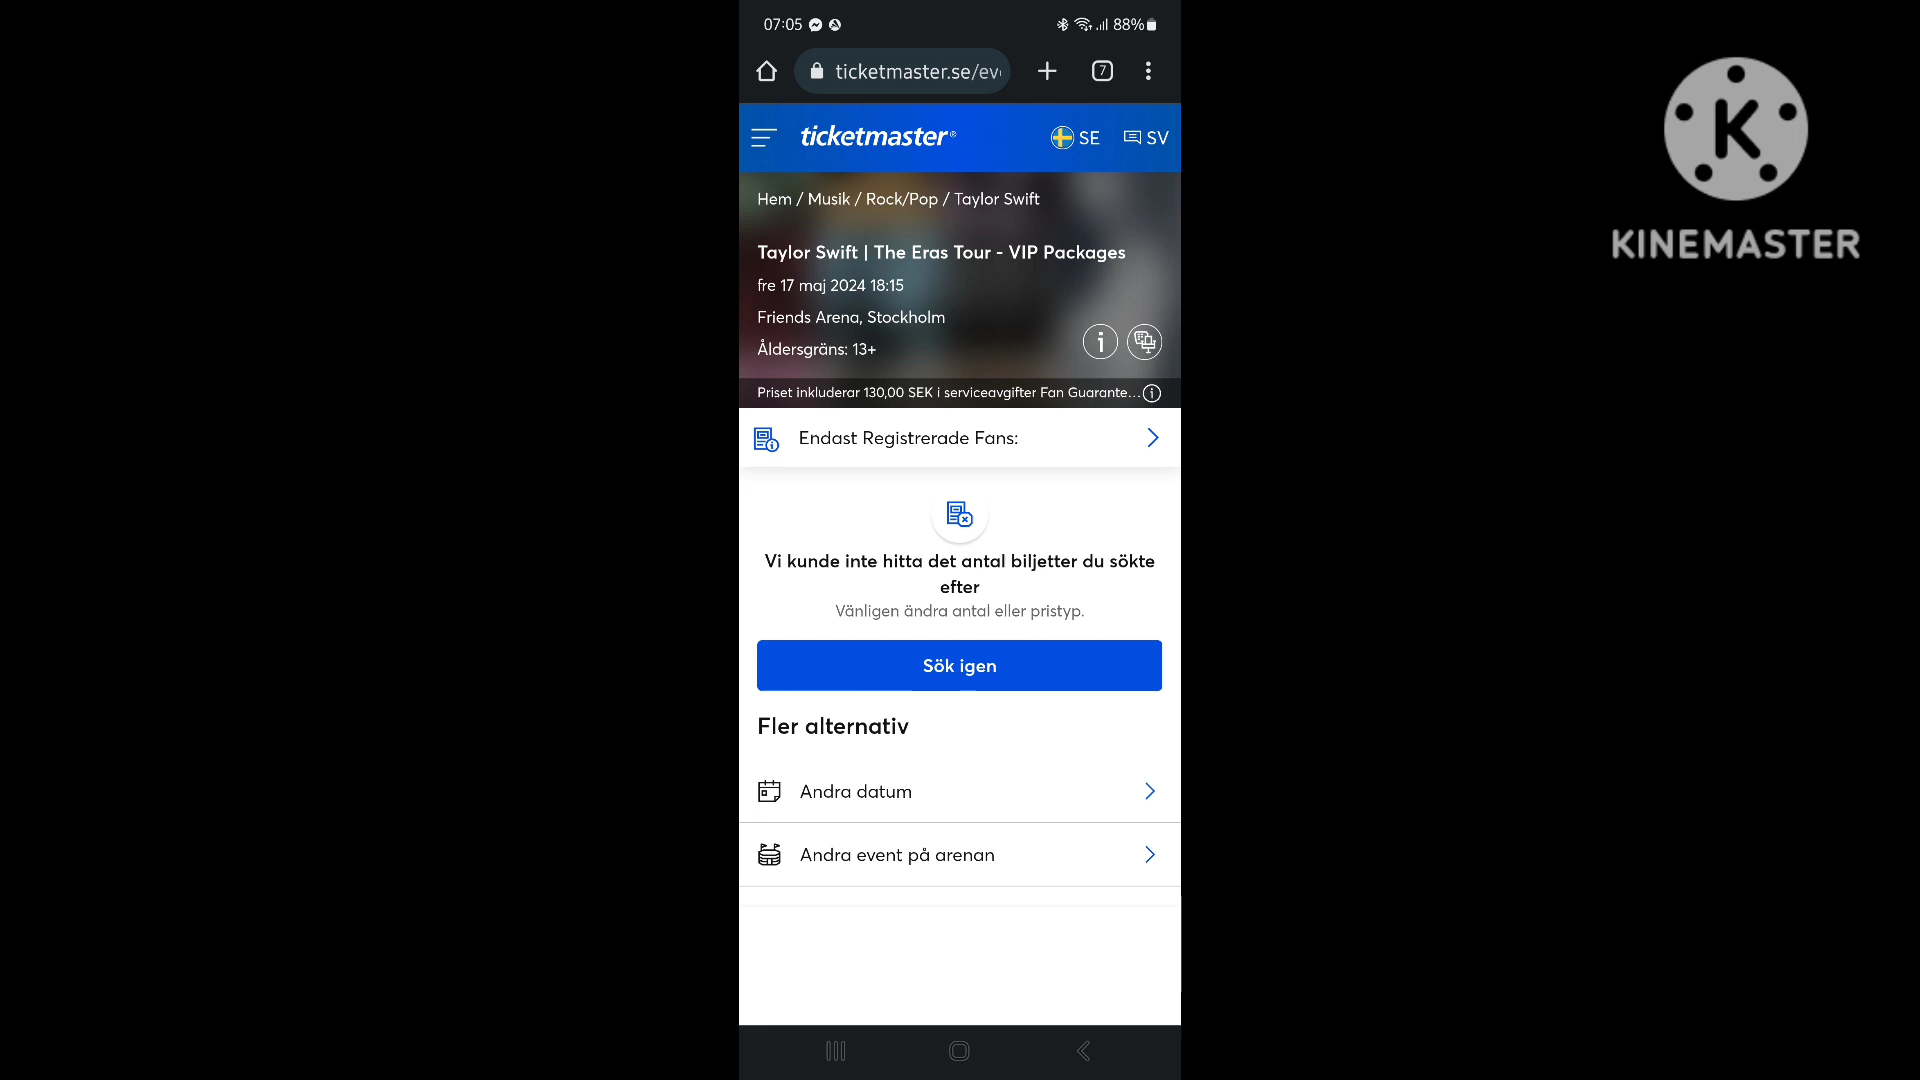 07:05
88%
ticketmaster.se/eve
7
ticketmaster®
SE
SV
Hem / Musik / Rock/Pop / Taylor Swift
Taylor Swift | The Eras Tour - VIP Packages
fre 17 maj 2024 18:15
Friends Arena, Stockholm
Åldersgräns: 13+
Priset inkluderar 130,00 SEK i serviceavgifter Fan Guarante...
Endast Registrerade Fans:
Vi kunde inte hitta det antal biljetter du sökte
efter
Vänligen ändra antal eller pristyp.
Sök igen
Fler alternativ
Andra datum
Andra event på arenan
K
KINEMASTER